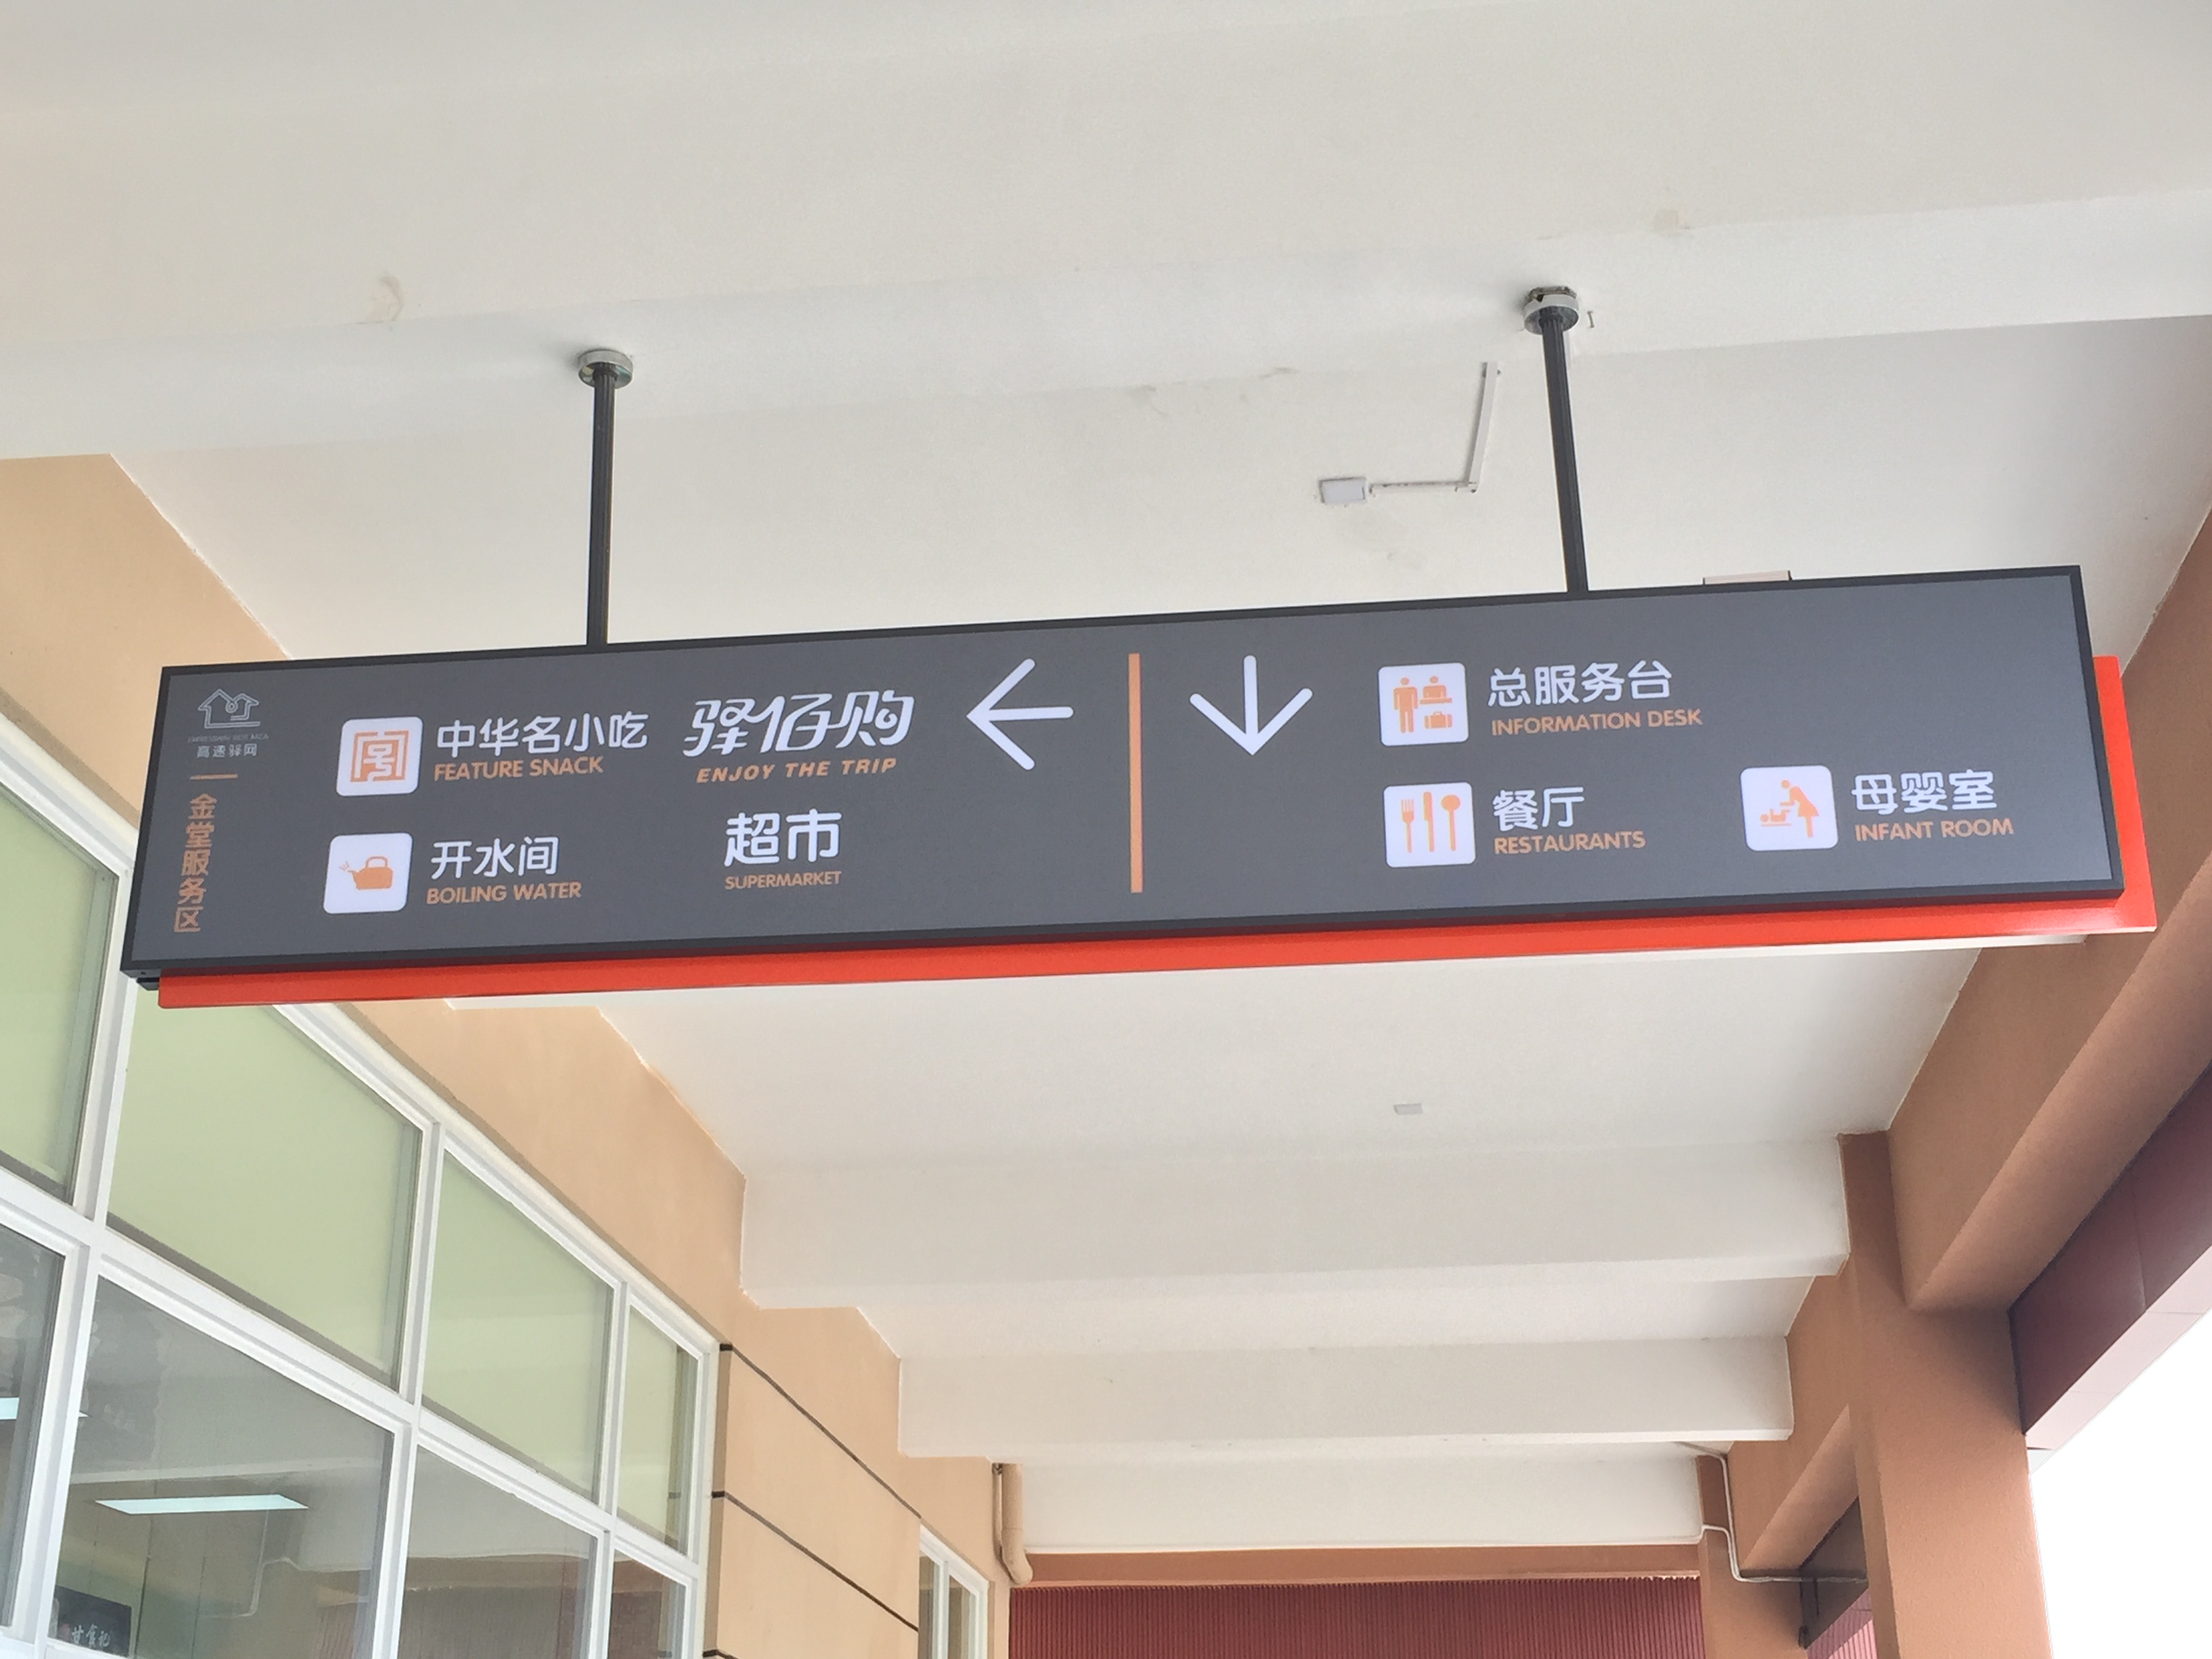 高速驿网
金堂服务区
中华名小吃
FEATURE SNACK
开水间
BOILING WATER
驿仔购
ENJOY THE TRIP
超市
SUPERMARKET
总服务台
INFORMATION DESK
餐厅
RESTAURANTS
母婴室
INFANT ROOM